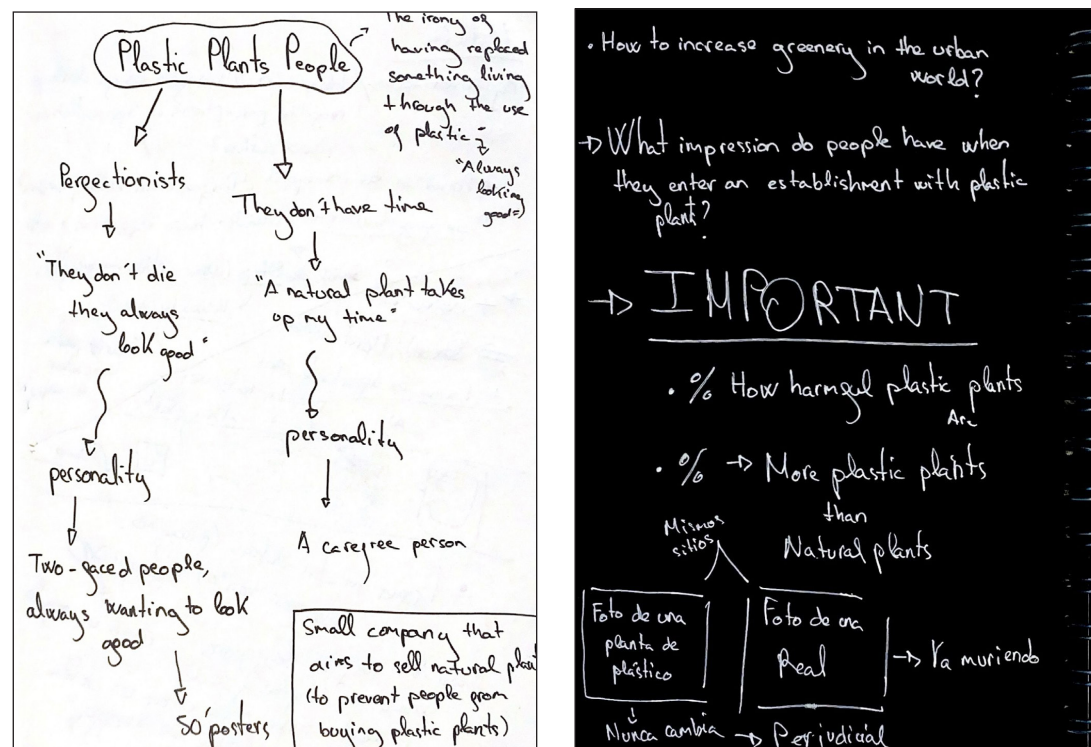 Plastic Plants People
The irony of
having replaced
something living
through the use
of plastic
"Always
looking
good"
Perfectionists
"They don't die
they always
look good"
personality
Two-faced people,
always wanting to look
good
50' posters
They don't have time
"A natural plant takes
up my time"
personality
A carefree person
Small company that
aims to sell natural plan
(to prevent people from
buying plastic plants)
• How to increase greenery in the urban
world?
→ What impression do people have when
they enter an establishment with plastic
plant?
→ IMPORTANT
• % How harmful plastic plants
Are
• % → More plastic plants
than
Natural plants
Mismos
sitios
Foto de una
planta de
plástico
Nunca cambia
Foto de una
Real
→ Va muriendo
→ Perjudicial